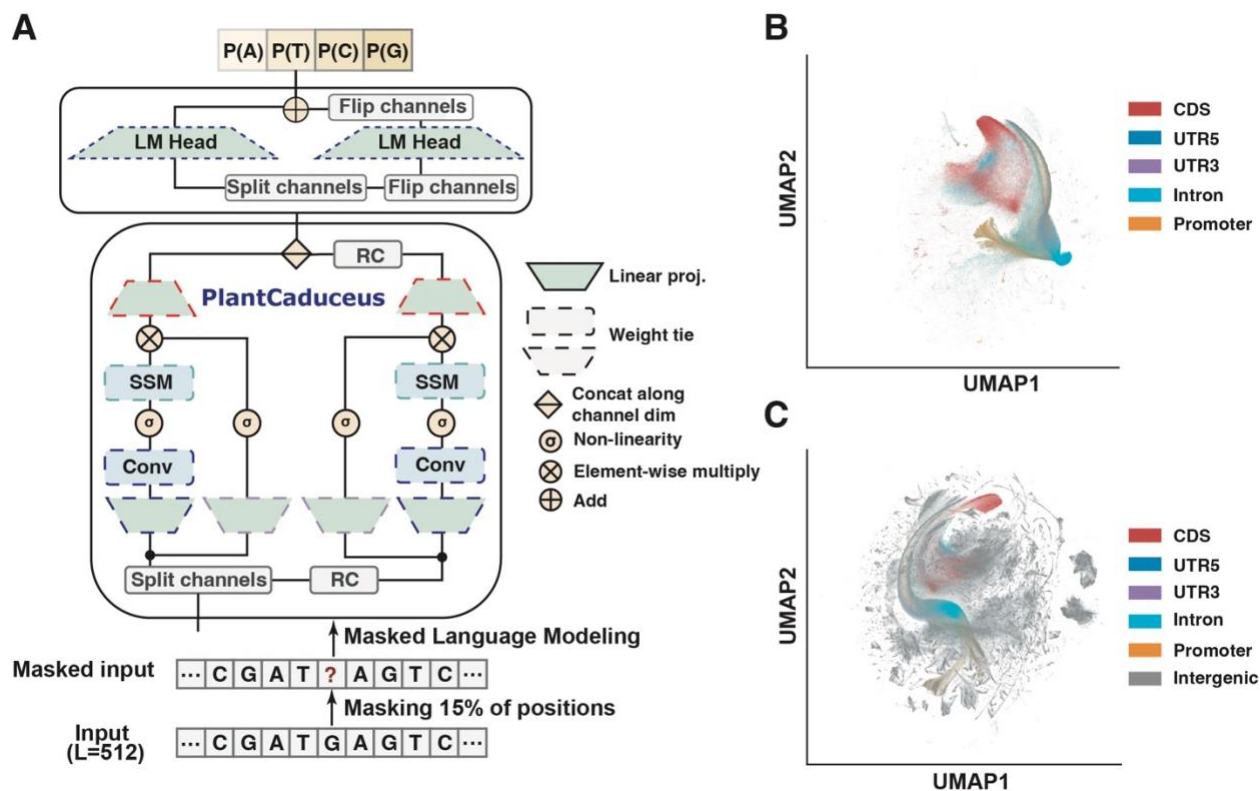 A
P(A) P(T) P(C) P(G)
Flip channels
LM Head LM Head
Split channels Flip channels
RC
PlantCaduceus
SSM SSM
σ σ σ σ
Conv Conv
Split channels RC
Linear proj.
Weight tie
Concat along
channel dim
σ Non-linearity
Element-wise multiply
Add
Masked Language Modeling
Masked input ··· C G A T ? A G T C ···
Masking 15% of positions
Input
(L=512)
··· C G A T G A G T C ···
B
UMAP2
UMAP1
CDS
UTR5
UTR3
Intron
Promoter
C
UMAP2
UMAP1
CDS
UTR5
UTR3
Intron
Promoter
Intergenic